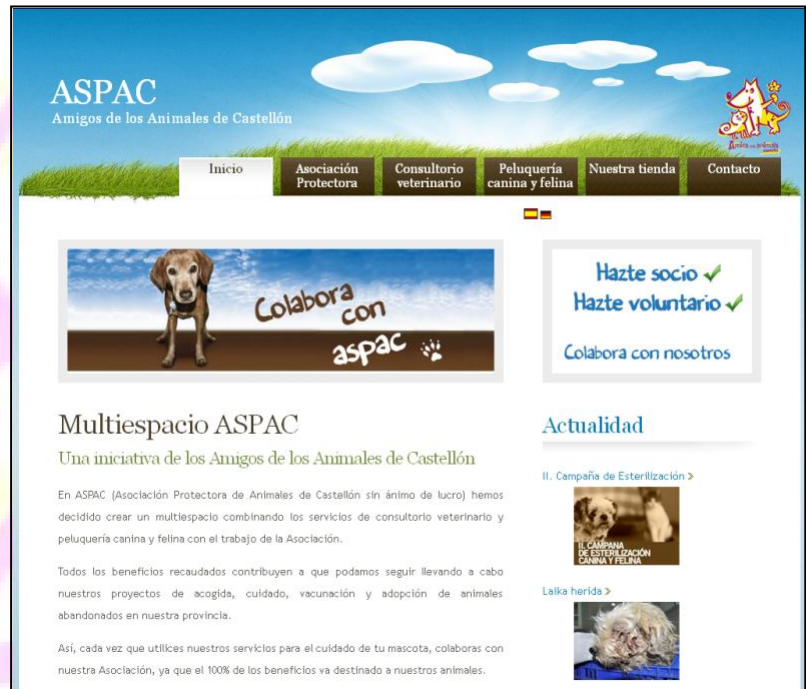 ASPAC
Amigos de los Animales de Castellón
Inicio
Asociación
Protectora
Consultorio
veterinario
Peluquería
canina y felina
Nuestra tienda
Contacto
Colabora
con
aspac
Hazte socio
Hazte voluntario
Colabora con nosotros
Multiespacio ASPAC
Una iniciativa de los Amigos de los Animales de Castellón
En ASPAC (Asociación Protectora de Animales de Castellón sin ánimo de lucro) hemos
decidido crear un multiespacio combinando los servicios de consultorio veterinario y
peluquería canina y felina con el trabajo de la Asociación.
Todos los beneficios recaudados contribuyen a que podamos seguir llevando a cabo
nuestros proyectos de acogida, cuidado, vacunación y adopción de animales
abandonados en nuestra provincia.
Así, cada vez que utilices nuestros servicios para el cuidado de tu mascota, colaboras con
nuestra Asociación, ya que el 100% de los beneficios va destinado a nuestros animales.
Actualidad
II. Campaña de Esterilización >
II. CAMPAÑA
DE ESTERILIZACIÓN
CANINA Y FELINA
Laika herida >